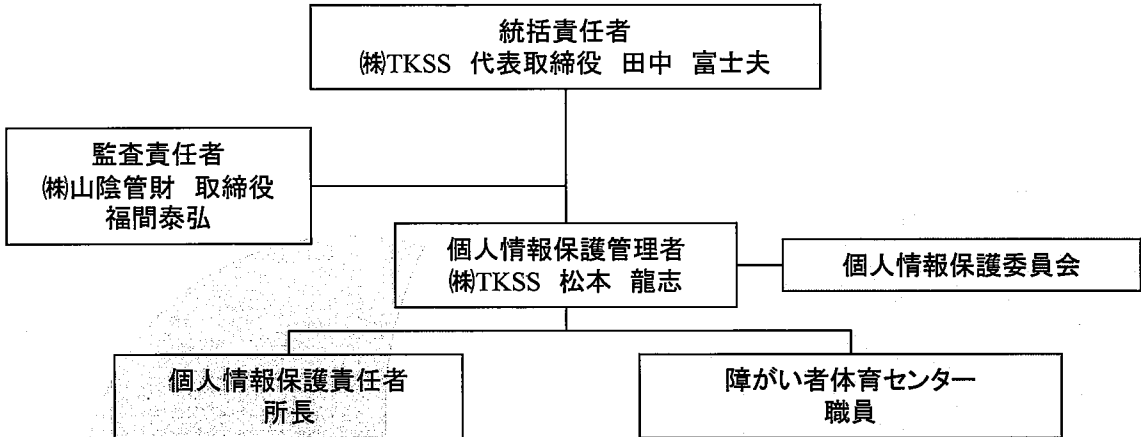 統括責任者
㈱TKSS 代表取締役 田中 富士夫
監査責任者
㈱山陰管財 取締役
福間泰弘
個人情報保護管理者
㈱TKSS 松本 龍志
個人情報保護委員会
個人情報保護責任者
所長
障がい者体育センター
職員